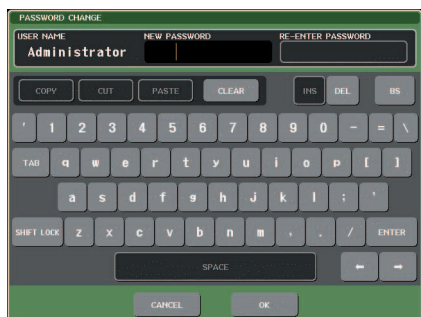 PASSWORD CHANGE
USER NAME NEW PASSWORD RE-ENTER PASSWORD
Administrator
COPY CUT PASTE CLEAR INS DEL BS
' 1 2 3 4 5 6 7 8 9 0 - = \
TAB q w e r t y u i o p [ ]
a s d f g h j k l ; '
SHIFT LOCK z x c v b n m , . / ENTER
SPACE ← →
CANCEL OK